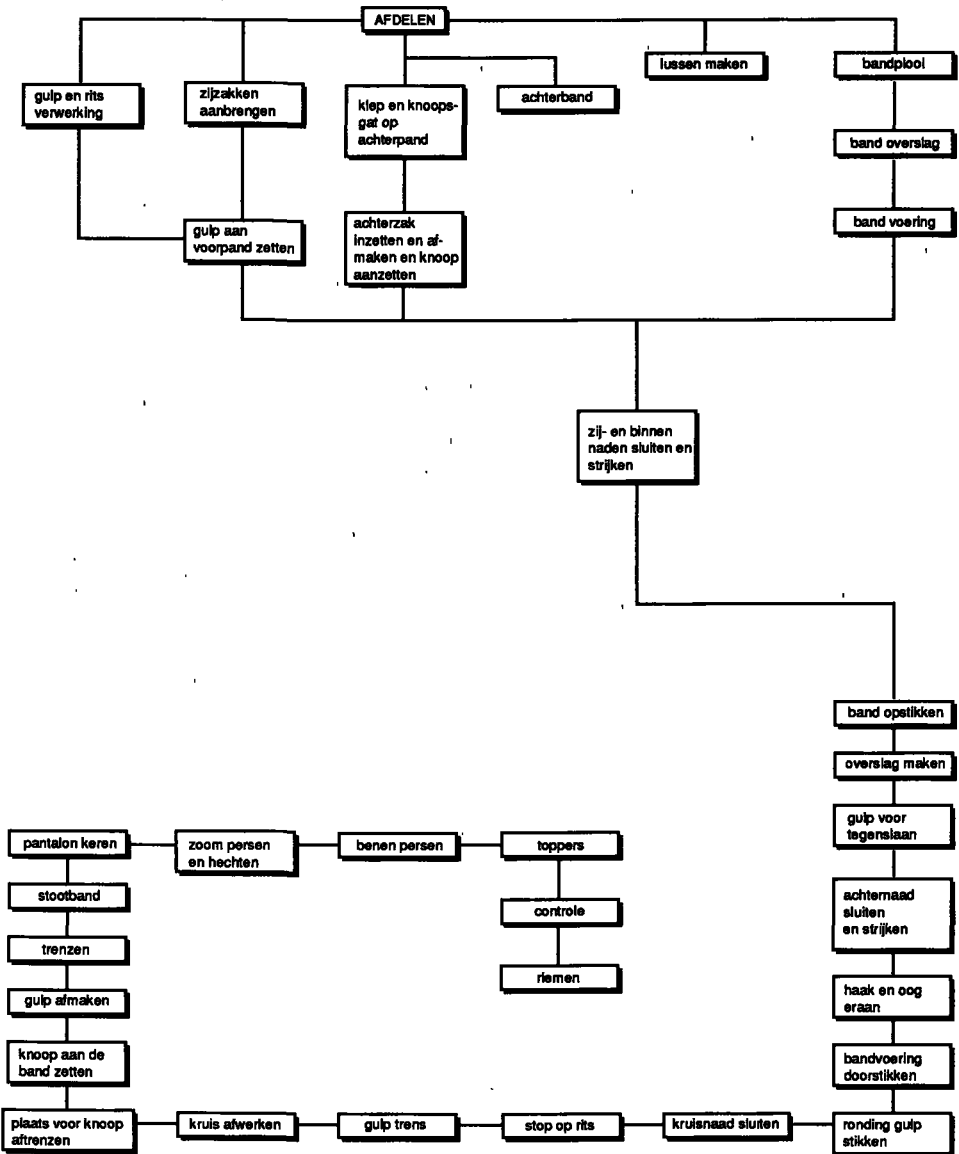 AFDELEN
gulp en rits
verwerking
zijzakken
aanbrengen
klep en knoops-
gat op
achterpand
achterband
lussen maken
bandplooi
band overslag
band voering
gulp aan
voorpand zetten
achterzak
inzetten en af-
maken en knoop
aanzetten
zij- en binnen
naden sluiten en
strijken
band opstikken
overslag maken
gulp voor
tegenslaan
achternaad
sluiten
en strijken
haak en oog
eraan
bandvoering
doorstikken
ronding gulp
stikken
kruisnaad sluiten
stop op rits
gulp trens
kruis afwerken
plaats voor knoop
aftrenzen
knoop aan de
band zetten
gulp afmaken
trenzen
stootband
pantalon keren
zoom persen
en hechten
benen persen
toppers
controle
riemen